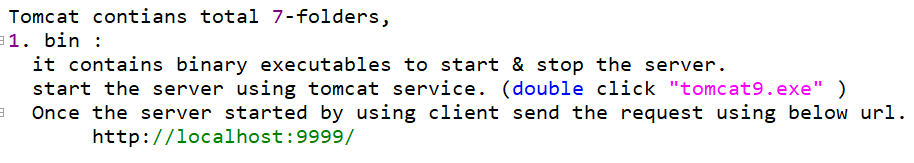 Tomcat contians total 7-folders,
1. bin :
it contains binary executables to start & stop the server.
start the server using tomcat service. (double click "tomcat9.exe" )
Once the server started by using client send the request using below url.
http://localhost:9999/